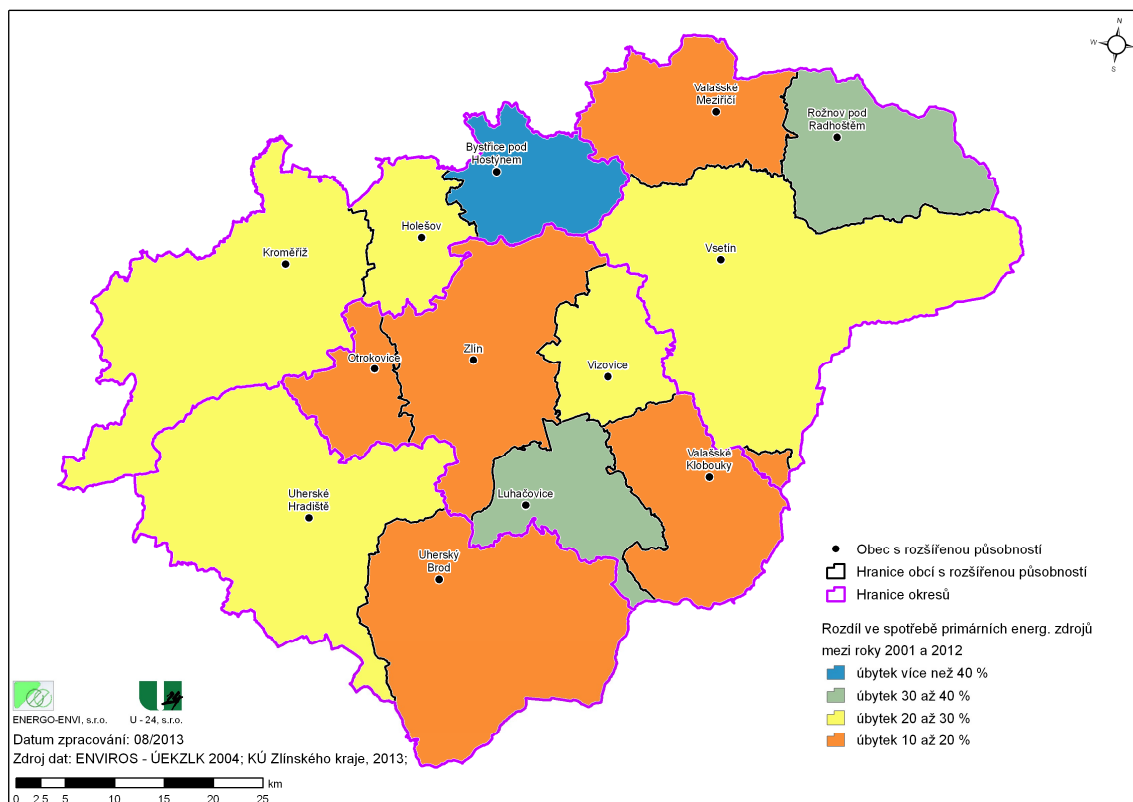 N
W
E
S
Valašské
Meziříčí
Rožnov pod
Radhoštěm
Bystřice pod
Hostýnem
Holešov
Kroměříž
Vsetín
Zlín
Otrokovice
Vizovice
Valašské
Klobouky
Luhačovice
Uherské
Hradiště
Uherský
Brod
Obec s rozšířenou působností
Hranice obcí s rozšířenou působností
Hranice okresů
Rozdíl ve spotřebě primárních energ. zdrojů
mezi roky 2001 a 2012
úbytek více než 40 %
úbytek 30 až 40 %
úbytek 20 až 30 %
úbytek 10 až 20 %
ENERGO-ENVI, s.r.o. U - 24, s.r.o.
Datum zpracování: 08/2013
Zdroj dat: ENVIROS - ÚEKZLK 2004; KÚ Zlínského kraje, 2013;
km
0 2,5 5 10 15 20 25